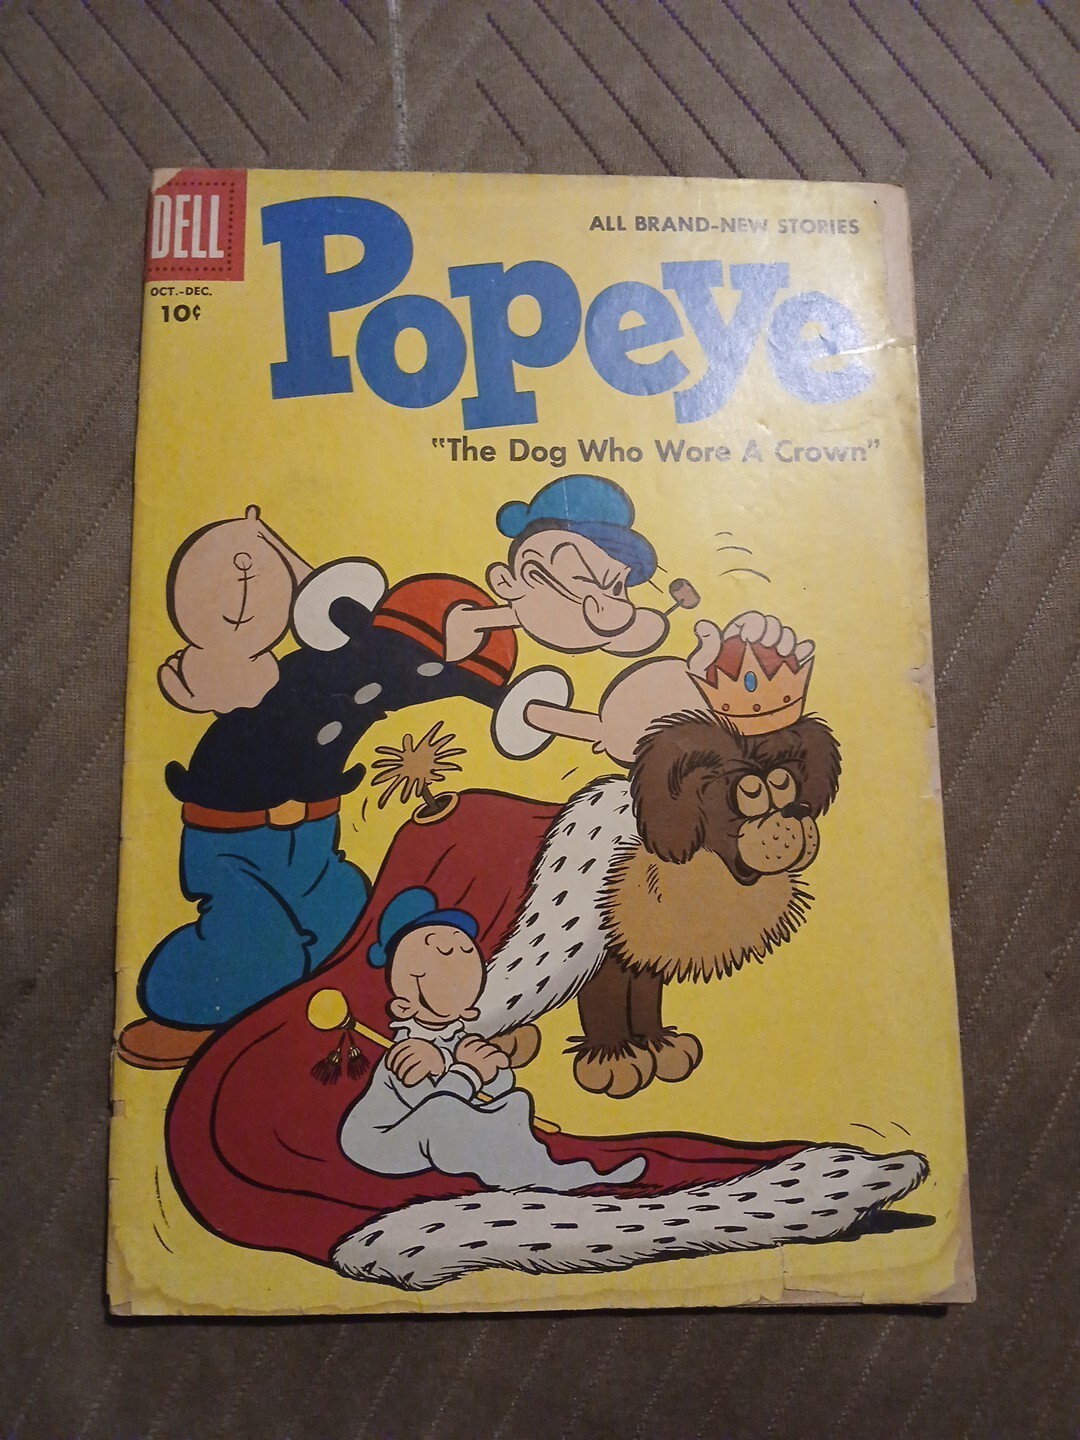 DELL
OCT.-DEC.
10¢
ALL BRAND-NEW STORIES
Popeye
"The Dog Who Wore A Crown"